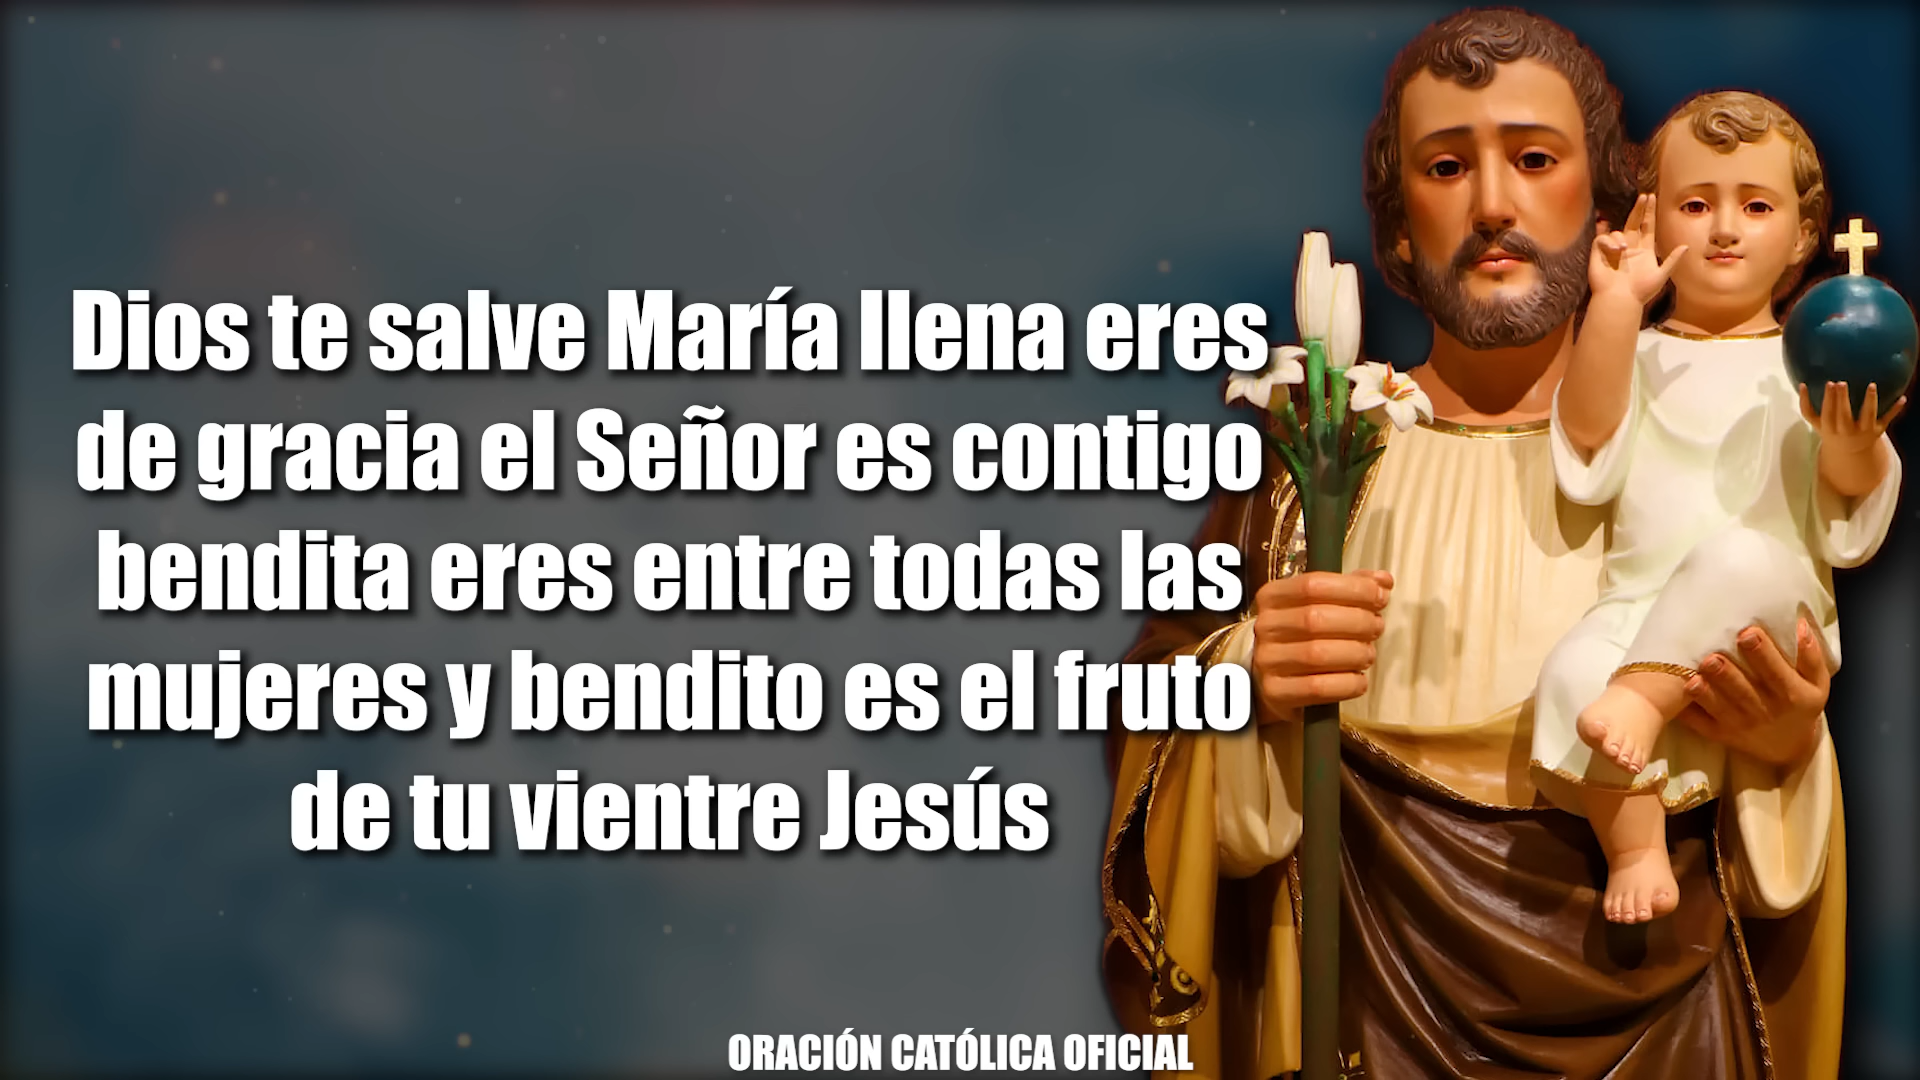 Dios te salve María llena eres
de gracia el Señor es contigo
bendita eres entre todas las
mujeres y bendito es el fruto
de tu vientre Jesús
ORACIÓN CATÓLICA OFICIAL